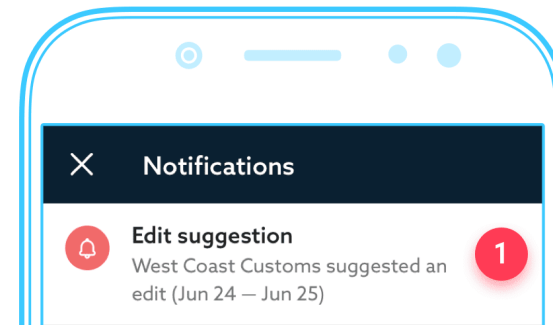 Notifications
Edit suggestion
West Coast Customs suggested an
edit (Jun 24 — Jun 25)
1